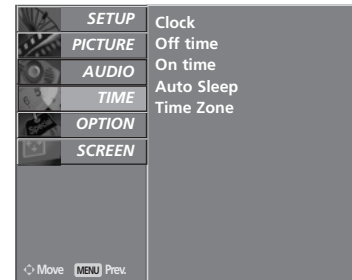 SETUP
PICTURE
AUDIO
TIME
OPTION
SCREEN
Clock
Off time
On time
Auto Sleep
Time Zone
Move MENU Prev.